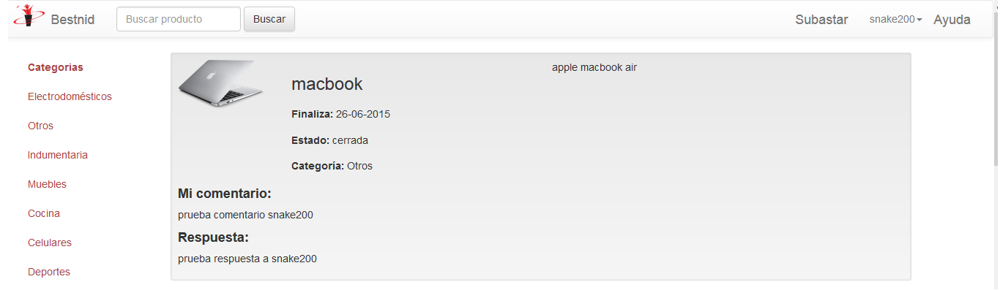 Bestnid
Buscar producto
Buscar
Subastar
snake200
Ayuda
Categorias
Electrodomésticos
Otros
Indumentaria
Muebles
Cocina
Celulares
Deportes
macbook
apple macbook air
Finaliza: 26-06-2015
Estado: cerrada
Categoría: Otros
Mi comentario:
prueba comentario snake200
Respuesta:
prueba respuesta a snake200